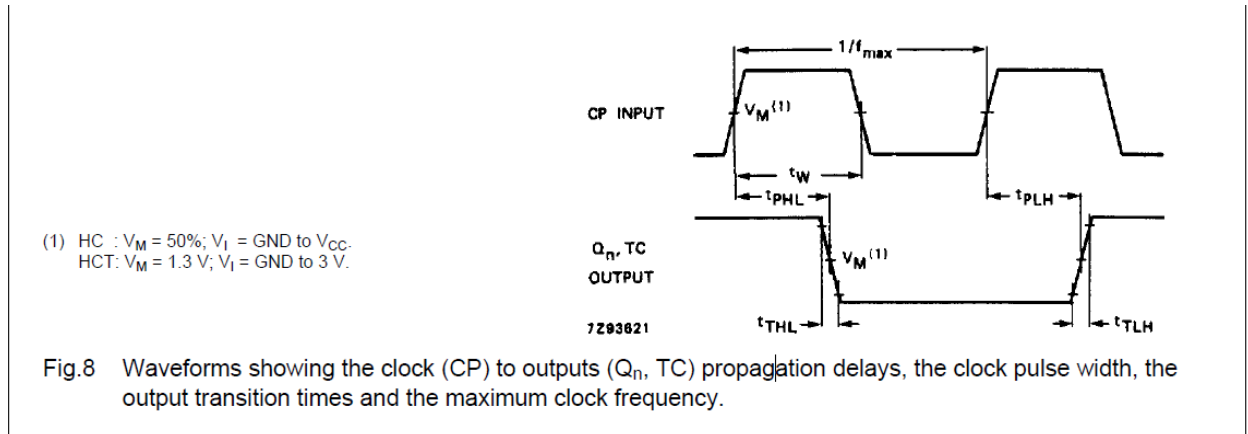 1/fmax
CP INPUT
VM(1)
tW
tPHL
tPLH
(1) HC : VM = 50%; VI = GND to VCC.
HCT: VM = 1.3 V; VI = GND to 3 V.
Qn, TC
OUTPUT
VM(1)
7Z93621
tTHL
tTLH
Fig.8 Waveforms showing the clock (CP) to outputs (Qn, TC) propagation delays, the clock pulse width, the
output transition times and the maximum clock frequency.